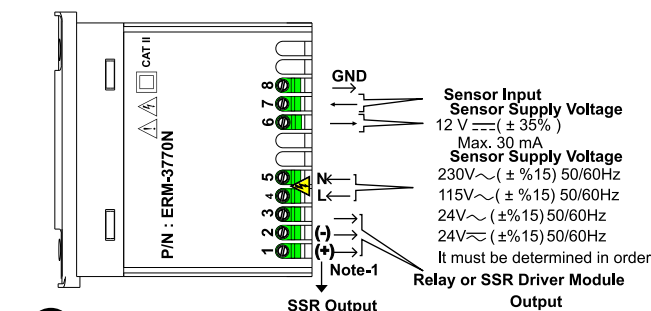 CAT II
P/N : ERM-3770N
8
7
6
5
4
3
2
1
GND
N
L
(-)
(+)
Note-1
SSR Output
Sensor Input
Sensor Supply Voltage
12 V ⎓ ( ± 35% )
Max. 30 mA
Sensor Supply Voltage
230V～ ( ± %15) 50/60Hz
115V～ ( ± %15) 50/60Hz
24V～ (±%15) 50/60Hz
24V⏦ (±%15) 50/60Hz
It must be determined in order
Relay or SSR Driver Module
Output